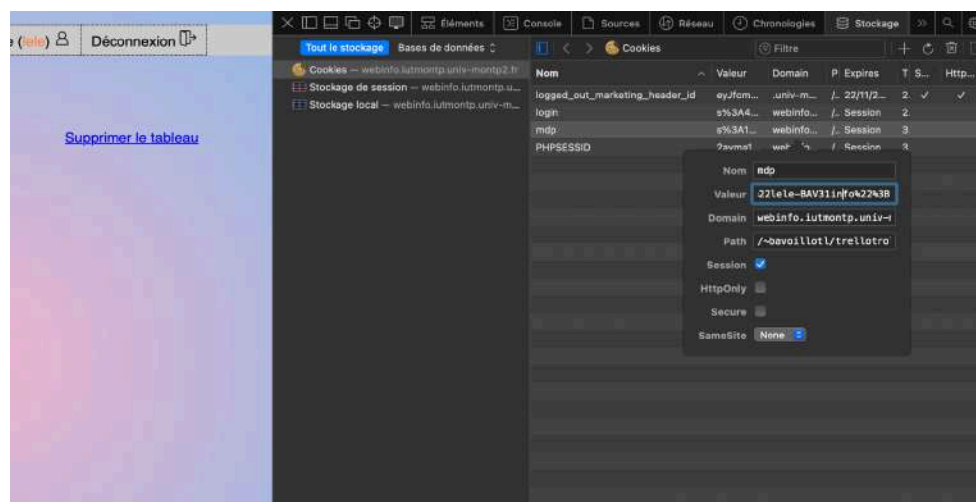 (lele) Déconnexion
Supprimer le tableau
Éléments Console Sources Réseau Chronologies Stockage
Tout le stockage Bases de données Cookies Filtre
Cookies — webinfo.iutmontp.univ-montp2.fr
Stockage de session — webinfo.iutmontp.u...
Stockage local — webinfo.iutmontp.univ-m...
Nom Valeur Domain P Expires T S... Http...
logged_out_marketing_header_id eyJfcm... .univ-m... /.. 22/11/2... 2. ✓ ✓
login s%3A4... webinfo... /.. Session 2.
mdp s%3A1... webinfo... /.. Session 3
PHPSESSID Session 3.
Nom mdp
Valeur 22lele-BAV31info%22%3B
Domain webinfo.iutmontp.univ-
Path /~bavoillotl/trellotro
Session
HttpOnly
Secure
SameSite None